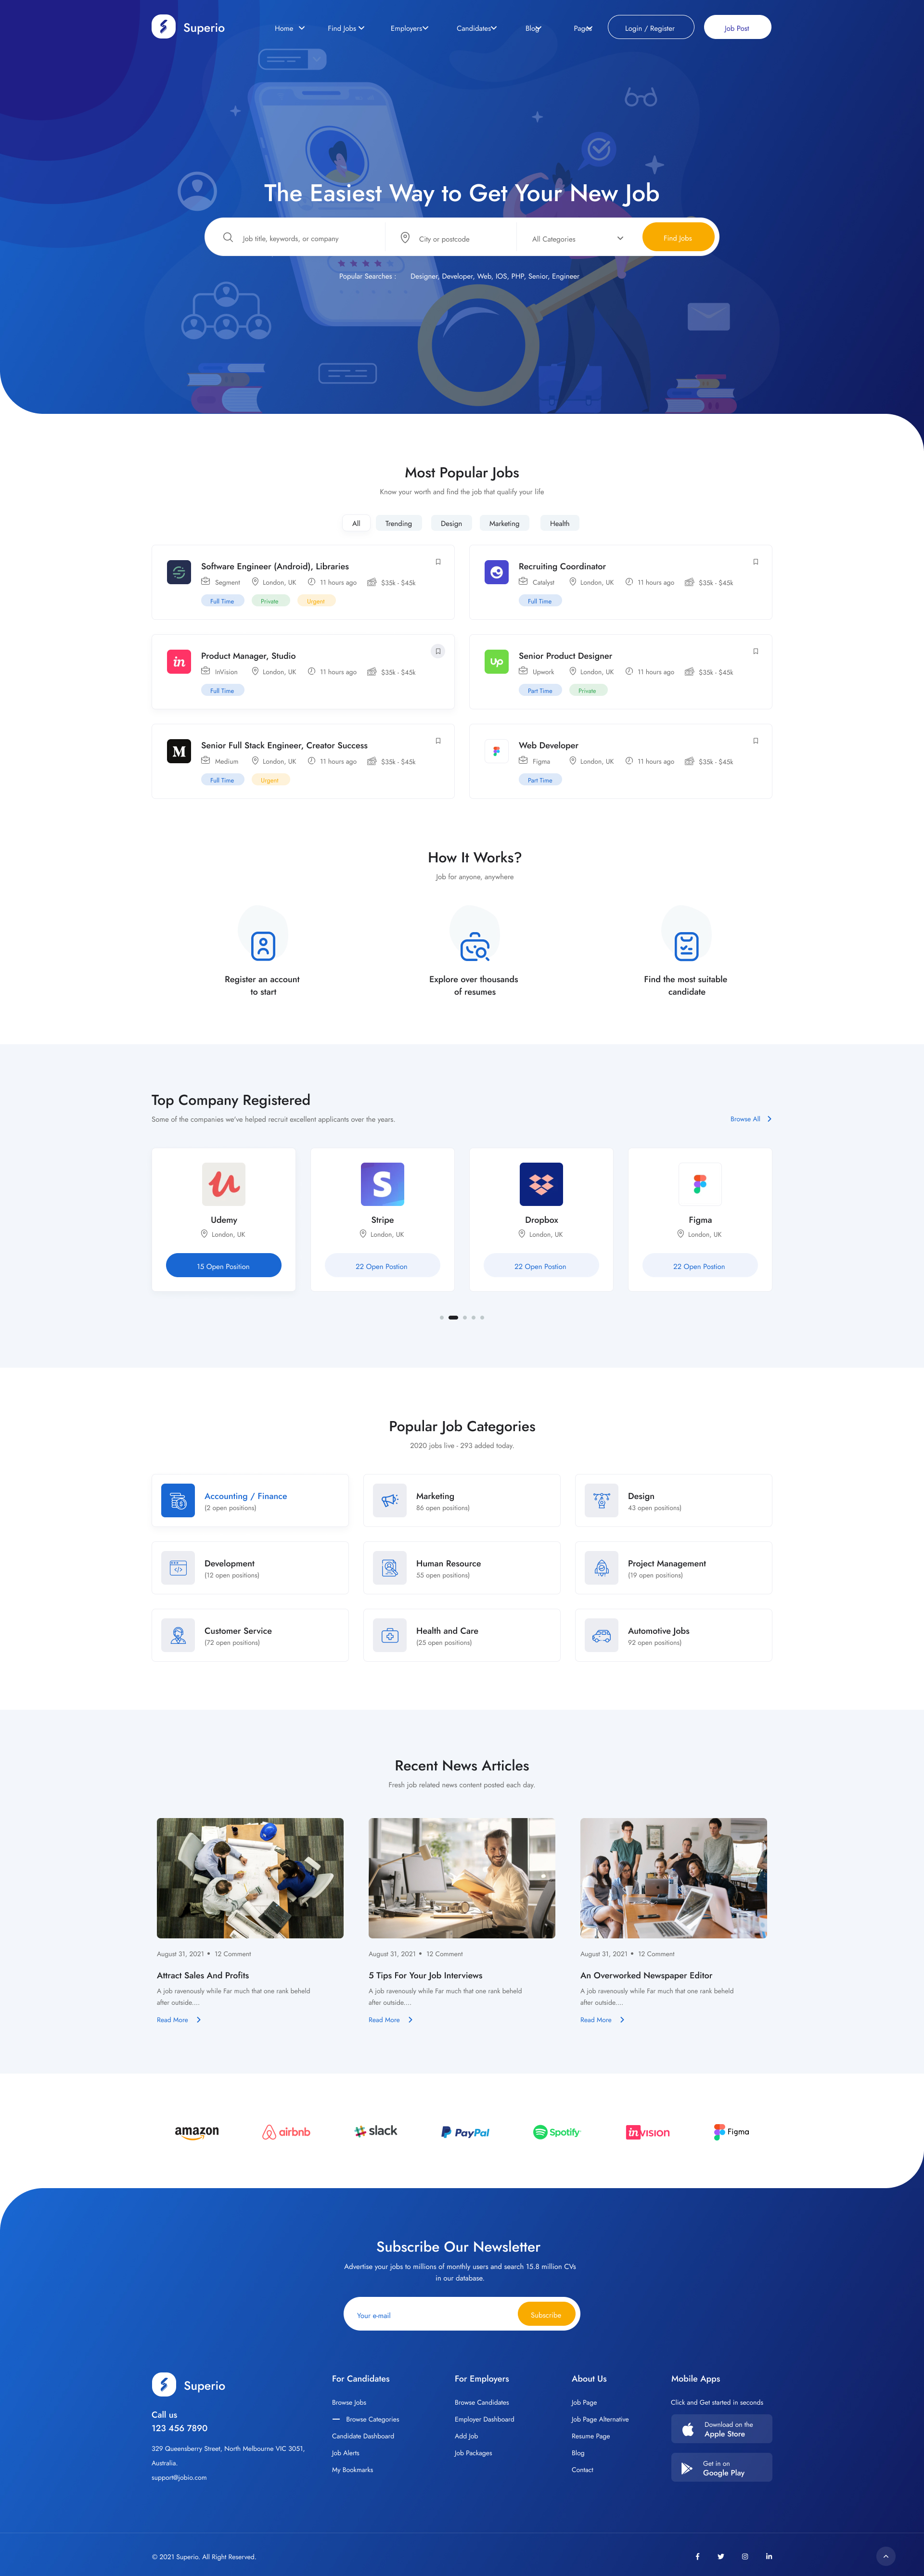 Superio
Home Find Jobs Employers Candidates Blog Pages Login / Register Job Post
The Easiest Way to Get Your New Job
Job title, keywords, or company City or postcode All Categories Find Jobs
Popular Searches : Designer, Developer, Web, IOS, PHP, Senior, Engineer
Most Popular Jobs
Know your worth and find the job that qualify your life
All Trending Design Marketing Health
Software Engineer (Android), Libraries
Segment London, UK 11 hours ago $35k - $45k
Full Time Private Urgent
Recruiting Coordinator
Catalyst London, UK 11 hours ago $35k - $45k
Full Time
in
Product Manager, Studio
InVision London, UK 11 hours ago $35k - $45k
Full Time
up
Senior Product Designer
Upwork London, UK 11 hours ago $35k - $45k
Part Time Private
M
Senior Full Stack Engineer, Creator Success
Medium London, UK 11 hours ago $35k - $45k
Full Time Urgent
Web Developer
Figma London, UK 11 hours ago $35k - $45k
Part Time
How It Works?
Job for anyone, anywhere
Register an account
to start
Explore over thousands
of resumes
Find the most suitable
candidate
Top Company Registered
Some of the companies we've helped recruit excellent applicants over the years.
Browse All
Udemy
London, UK
15 Open Position
S
Stripe
London, UK
22 Open Postion
Dropbox
London, UK
22 Open Postion
Figma
London, UK
22 Open Postion
Popular Job Categories
2020 jobs live - 293 added today.
Accounting / Finance
(2 open positions)
Marketing
86 open positions)
Design
43 open positions)
Development
(12 open positions)
Human Resource
55 open positions)
Project Management
(19 open positions)
Customer Service
(72 open positions)
Health and Care
(25 open positions)
Automotive Jobs
92 open positions)
Recent News Articles
Fresh job related news content posted each day.
August 31, 2021 • 12 Comment
Attract Sales And Profits
A job ravenously while Far much that one rank beheld
after outside....
Read More
August 31, 2021 • 12 Comment
5 Tips For Your Job Interviews
A job ravenously while Far much that one rank beheld
after outside....
Read More
August 31, 2021 • 12 Comment
An Overworked Newspaper Editor
A job ravenously while Far much that one rank beheld
after outside....
Read More
amazon airbnb slack PayPal Spotify invision Figma
Subscribe Our Newsletter
Advertise your jobs to millions of monthly users and search 15.8 million CVs
in our database.
Your e-mail Subscribe
Superio
Call us
123 456 7890
329 Queensberry Street, North Melbourne VIC 3051,
Australia.
support@jobio.com
For Candidates
Browse Jobs
Browse Categories
Candidate Dashboard
Job Alerts
My Bookmarks
For Employers
Browse Candidates
Employer Dashboard
Add Job
Job Packages
About Us
Job Page
Job Page Alternative
Resume Page
Blog
Contact
Mobile Apps
Click and Get started in seconds
Download on the
Apple Store
Get in on
Google Play
© 2021 Superio. All Right Reserved.
f in